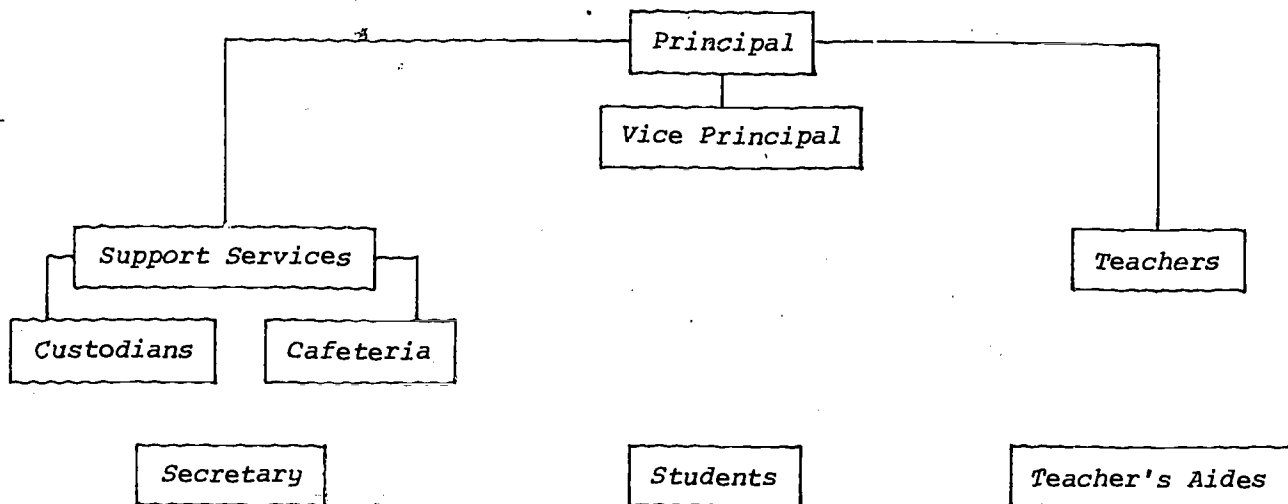 Principal
Vice Principal
Support Services
Teachers
Custodians
Cafeteria
Secretary
Students
Teacher's Aides